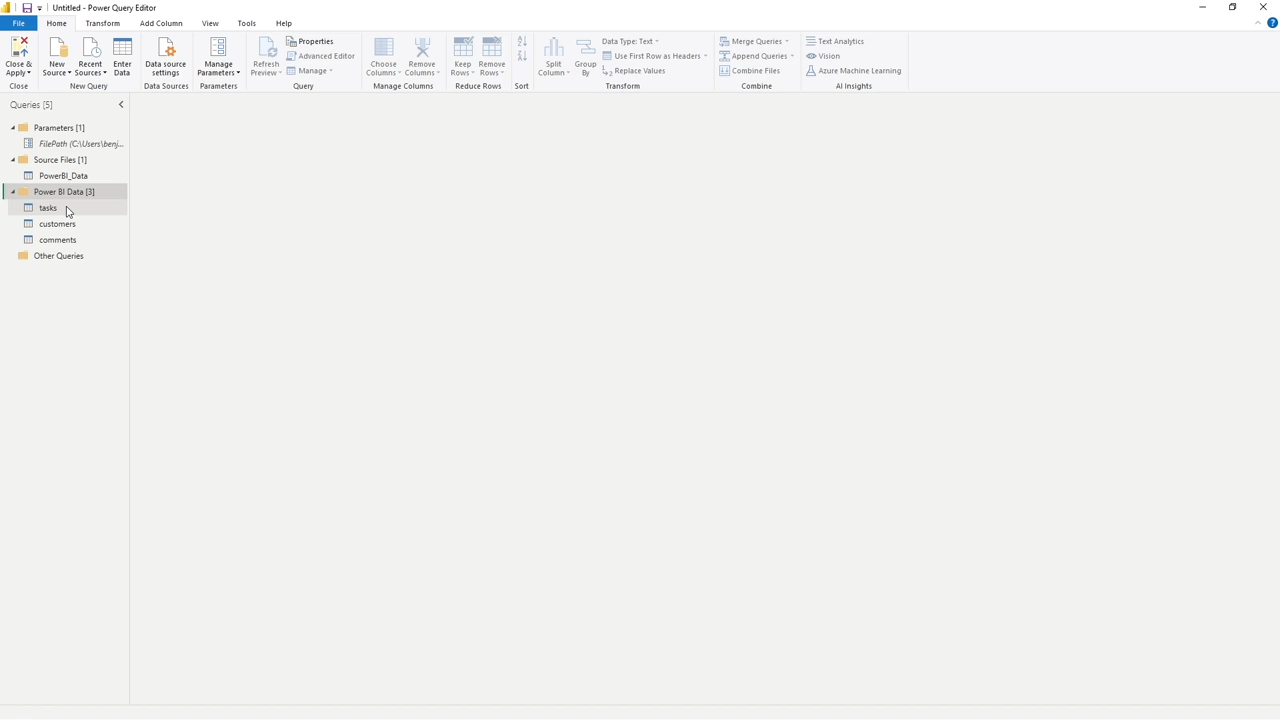 Untitled - Power Query Editor
File Home Transform Add Column View Tools Help
Close & Apply
New Source
Recent Sources
Enter Data
Data source settings
Manage Parameters
Refresh Preview
Properties
Advanced Editor
Manage
Choose Columns
Remove Columns
Keep Rows
Remove Rows
Split Column
Group By
Data Type: Text
Use First Row as Headers
1 2 Replace Values
Merge Queries
Append Queries
Combine Files
Text Analytics
Vision
Azure Machine Learning
Close New Query Data Sources Parameters Query Manage Columns Reduce Rows Sort Transform Combine AI Insights
Queries [5]
Parameters [1]
FilePath (C:\Users\benj...
Source Files [1]
PowerBI_Data
Power BI Data [3]
tasks
customers
comments
Other Queries